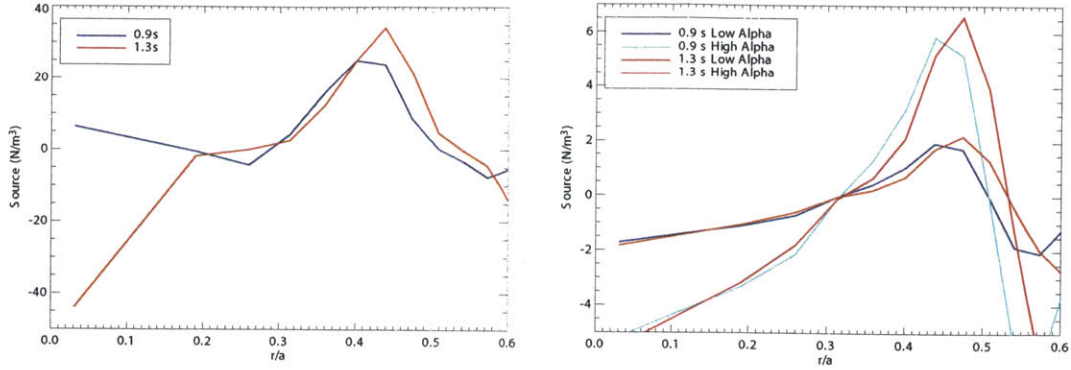 40
20
0
-20
-40
Source (N/m³)
0.9s
1.3s
0.0
0.1
0.2
0.3
0.4
0.5
0.6
r/a
6
4
2
0
-2
-4
Source (N/m³)
0.9 s Low Alpha
0.9 s High Alpha
1.3 s Low Alpha
1.3 s High Alpha
0.0
0.1
0.2
0.3
0.4
0.5
0.6
r/a